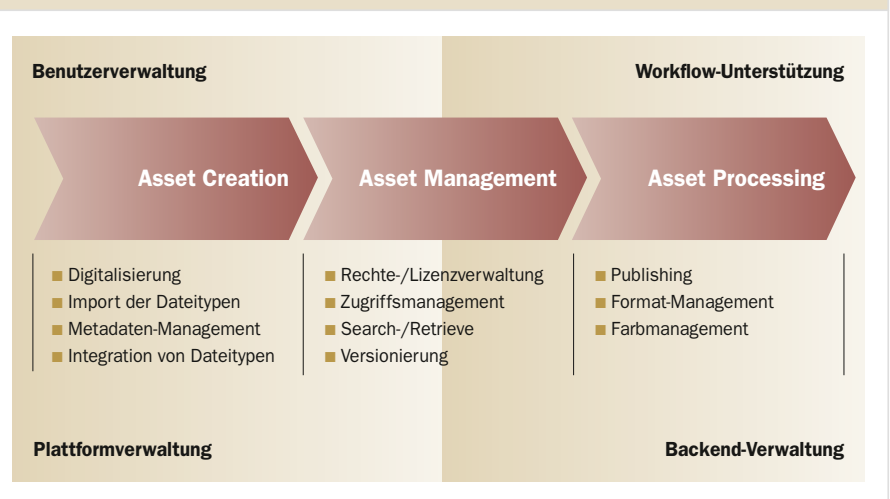 Benutzerverwaltung
Workflow-Unterstützung
Asset Creation
Asset Management
Asset Processing
Digitalisierung
Import der Dateitypen
Metadaten-Management
Integration von Dateitypen
Rechte-/Lizenzverwaltung
Zugriffsmanagement
Search-/Retrieve
Versionierung
Publishing
Format-Management
Farbmanagement
Plattformverwaltung
Backend-Verwaltung